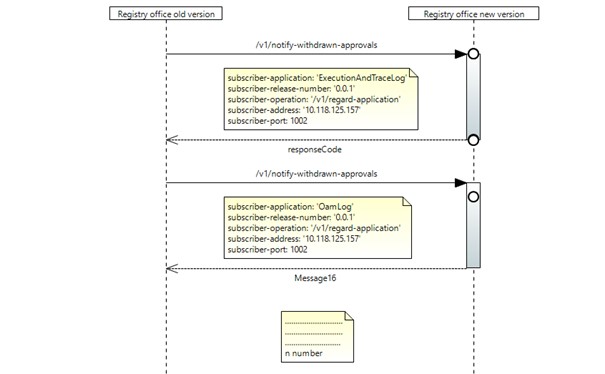 Registry office old version
Registry office new version
/v1/notify-withdrawn-approvals
subscriber-application: 'ExecutionAndTraceLog'
subscriber-release-number: '0.0.1'
subscriber-operation: '/v1/regard-application'
subscriber-address: '10.118.125.157'
subscriber-port: 1002
responseCode
/v1/notify-withdrawn-approvals
subscriber-application: 'OamLog'
subscriber-release-number: '0.0.1'
subscriber-operation: '/v1/regard-application'
subscriber-address: '10.118.125.157'
subscriber-port: 1002
Message16
............................
............................
............................
n number